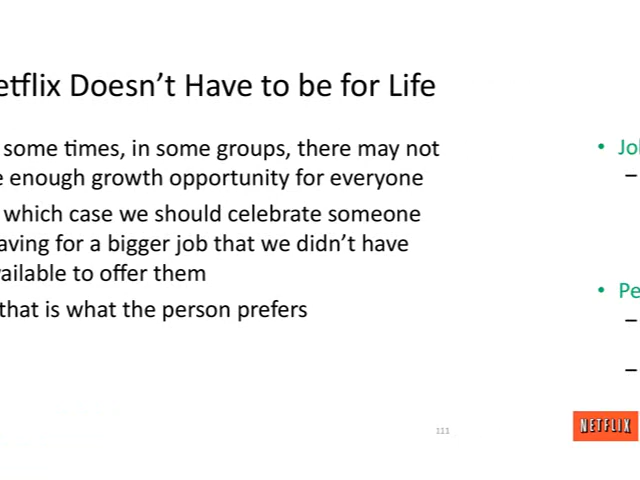 etflix Doesn't Have to be for Life
some times, in some groups, there may not
e enough growth opportunity for everyone
which case we should celebrate someone
aving for a bigger job that we didn't have
vailable to offer them
that is what the person prefers
111
• Jo
–
• Pe
–
–
NETFLIX